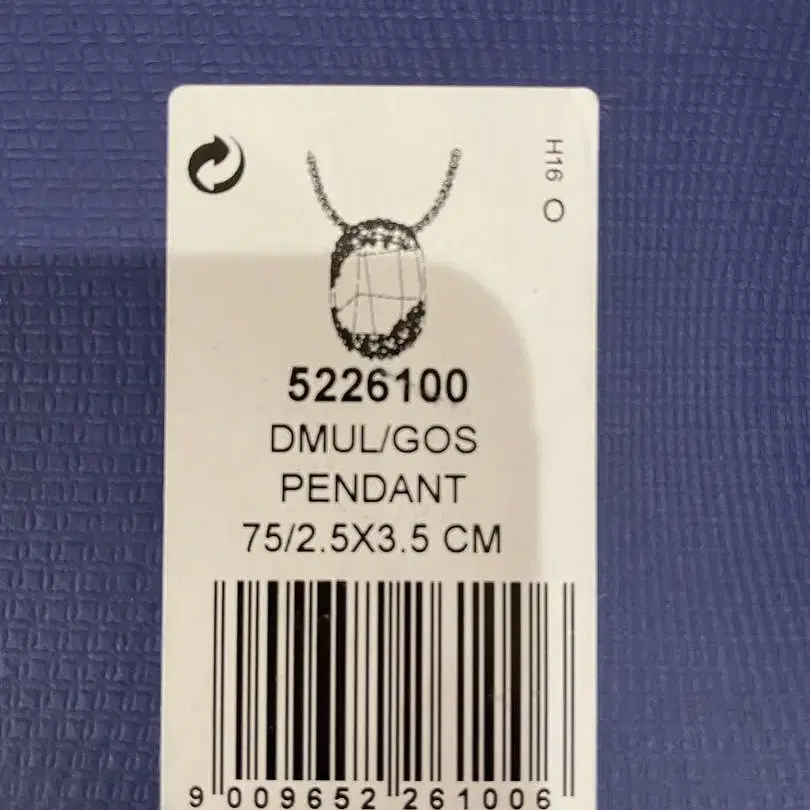 H16 O
5226100
DMUL/GOS
PENDANT
75/2.5X3.5 CM
9 009652 261006